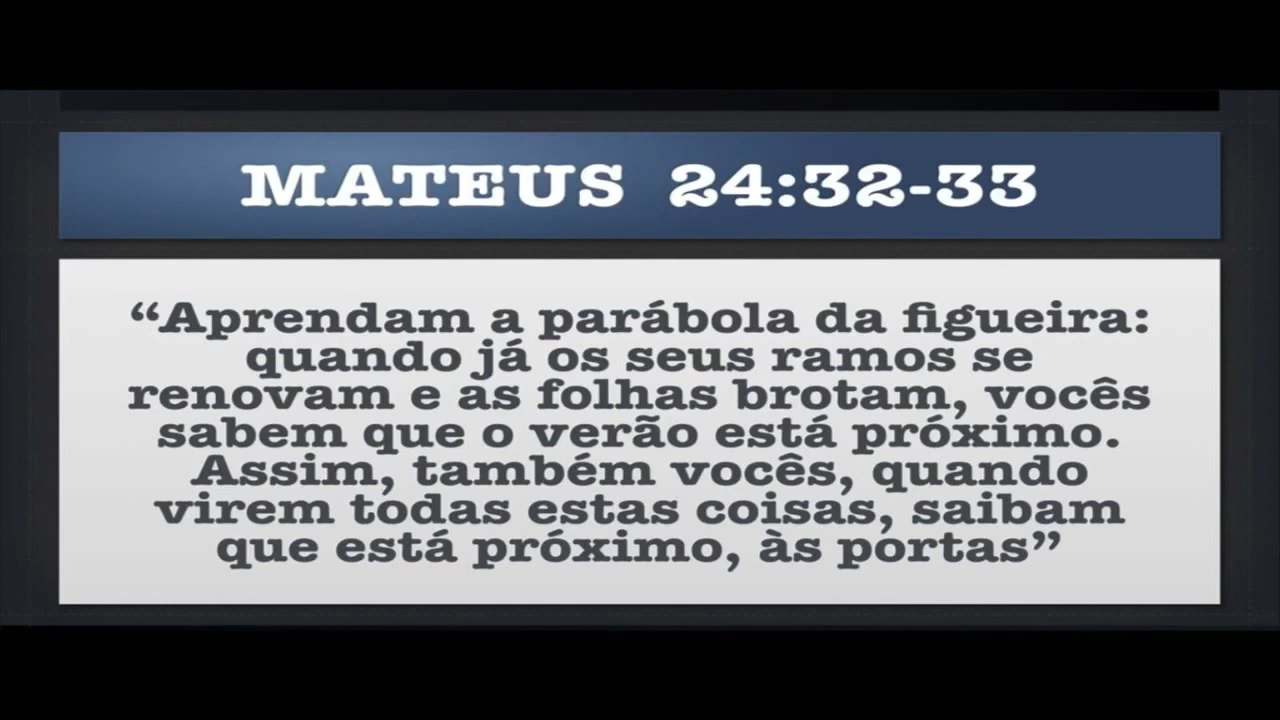 MATEUS 24:32-33
“Aprendam a parábola da figueira:
quando já os seus ramos se
renovam e as folhas brotam, vocês
sabem que o verão está próximo.
Assim, também vocês, quando
virem todas estas coisas, saibam
que está próximo, às portas”